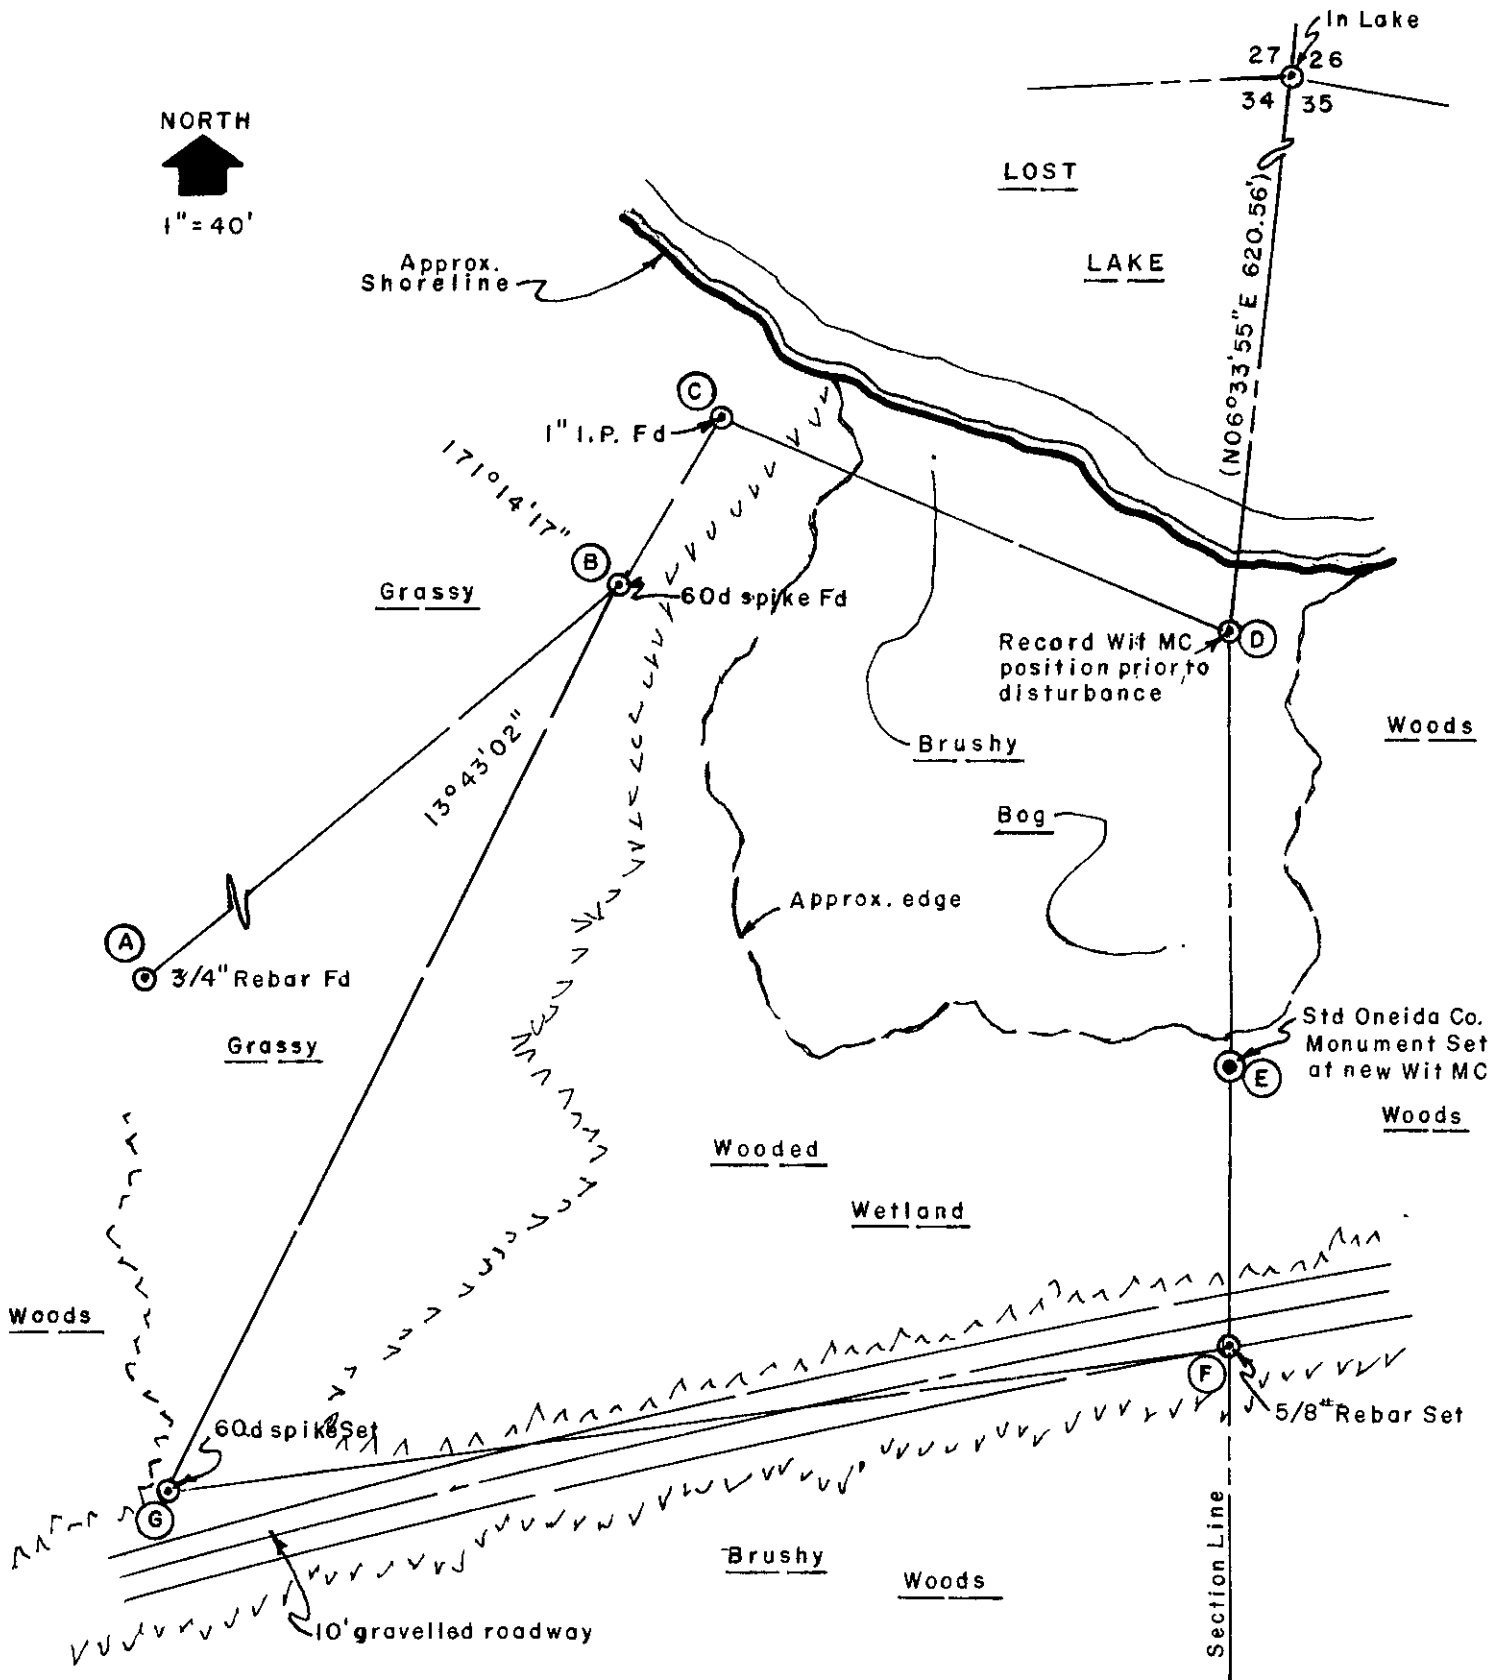 In Lake
27 26
34 35
NORTH
1"=40'
LOST
LAKE
(N06°33'55"E 620.56')
Approx.
Shoreline
C
1" I.P. Fd
171°14'17"
B
60d spike Fd
Grassy
Record Wit MC
position prior to
disturbance
D
Woods
Brushy
13°43'02"
Bog
Approx. edge
A
3/4" Rebar Fd
Grassy
Std Oneida Co.
Monument Set
at new Wit MC
E
Woods
Wooded
Wetland
Woods
F
5/8" Rebar Set
60d spike Set
G
Section Line
Brushy
Woods
10' gravelled roadway